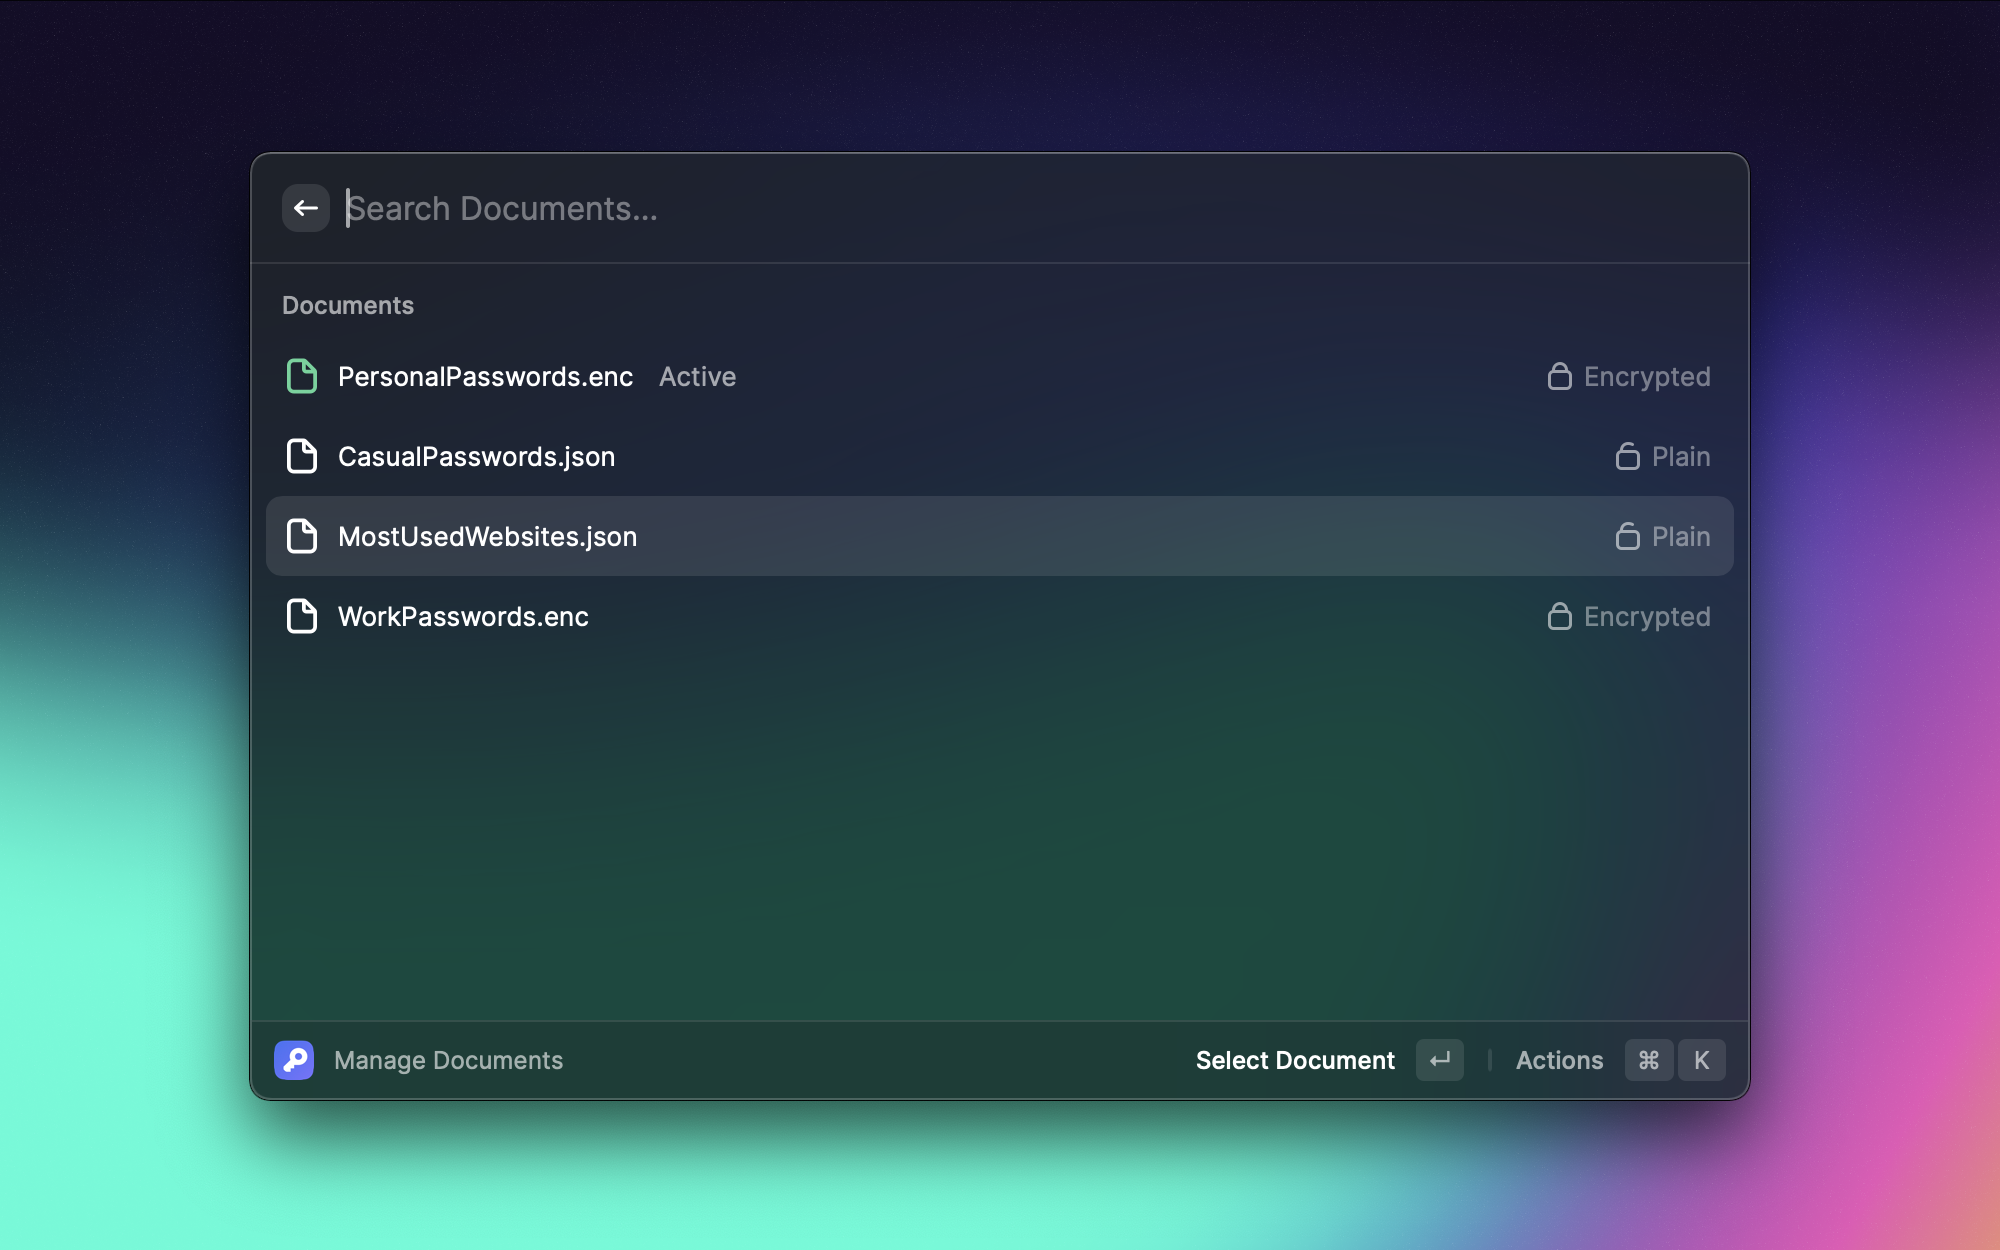 Search Documents...
Documents
PersonalPasswords.enc Active Encrypted
CasualPasswords.json Plain
MostUsedWebsites.json Plain
WorkPasswords.enc Encrypted
Manage Documents Select Document ↵ Actions ⌘ K